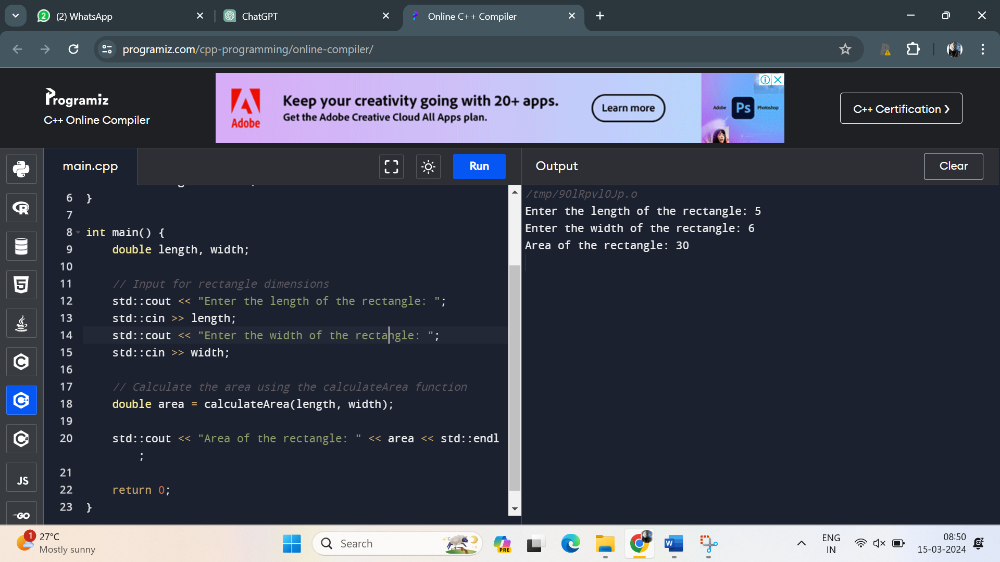 (2) WhatsApp
ChatGPT
Online C++ Compiler
programiz.com/cpp-programming/online-compiler/
Programiz
C++ Online Compiler
Adobe
Keep your creativity going with 20+ apps.
Get the Adobe Creative Cloud All Apps plan.
Learn more
Adobe
Ps
Photoshop
C++ Certification
main.cpp
Run
Output
Clear
6 }
7
8 int main() {
9 double length, width;
10
11 // Input for rectangle dimensions
12 std::cout << "Enter the length of the rectangle: ";
13 std::cin >> length;
14 std::cout << "Enter the width of the rectangle: ";
15 std::cin >> width;
16
17 // Calculate the area using the calculateArea function
18 double area = calculateArea(length, width);
19
20 std::cout << "Area of the rectangle: " << area << std::endl
;
21
22 return 0;
23 }
/tmp/9OlRpvlOJp.o
Enter the length of the rectangle: 5
Enter the width of the rectangle: 6
Area of the rectangle: 30
JS
GO
1
27°C
Mostly sunny
Search
PRE
ENG
IN
08:50
15-03-2024